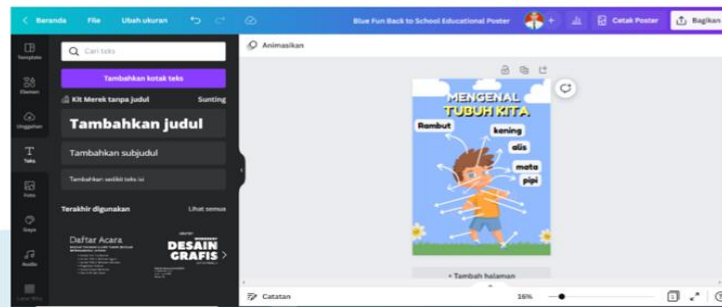 Beranda File Ubah ukuran Blue Fun Back to School Educational Poster + Cetak Poster Bagikan
Animasikan
Template
Elemen
Unggahan
Teks
Foto
Gaya
Audio
Cari teks
Tambahkan kotak teks
Kit Merek tanpa judul Sunting
Tambahkan judul
Tambahkan subjudul
Tambahkan sedikit teks isi
Terakhir digunakan Lihat semua
Daftar Acara
DESAIN
GRAFIS
MENGENAL
TUBUH KITA
Rambut
kening
alis
mata
pipi
+ Tambah halaman
Catatan 16%